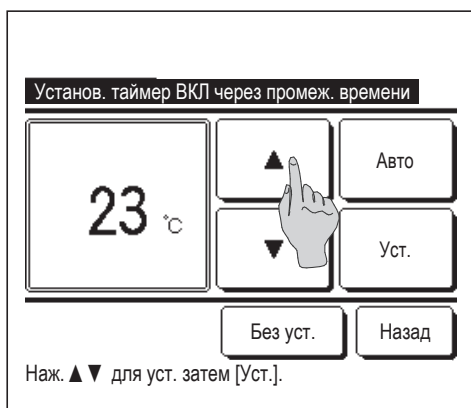 Установ. таймер ВКЛ через промеж. времени
▲
Авто
23 °C
▼
Уст.
Без уст.
Назад
Наж. ▲ ▼ для уст. затем [Уст.].